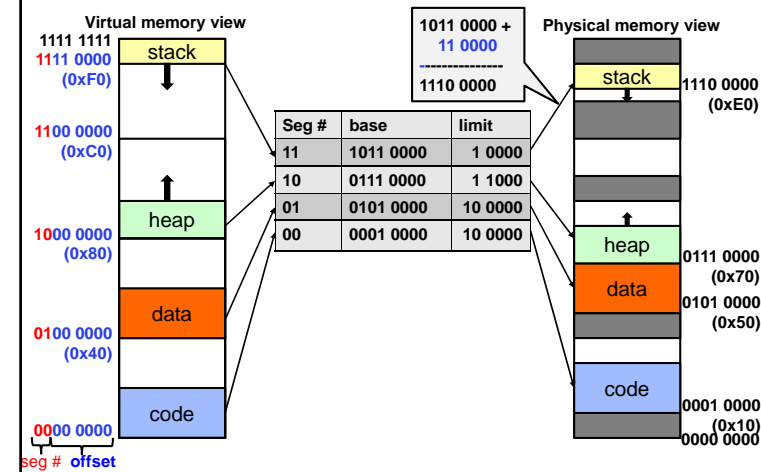 Virtual memory view
1111 1111
1111 0000
(0xF0)
stack
1100 0000
(0xC0)
heap
1000 0000
(0x80)
data
0100 0000
(0x40)
code
0000 0000
seg # offset
Seg # base limit
11 1011 0000 1 0000
10 0111 0000 1 1000
01 0101 0000 10 0000
00 0001 0000 10 0000
1011 0000 +
11 0000
----------------
1110 0000
Physical memory view
stack
1110 0000
(0xE0)
heap
0111 0000
(0x70)
data
0101 0000
(0x50)
code
0001 0000
(0x10)
0000 0000